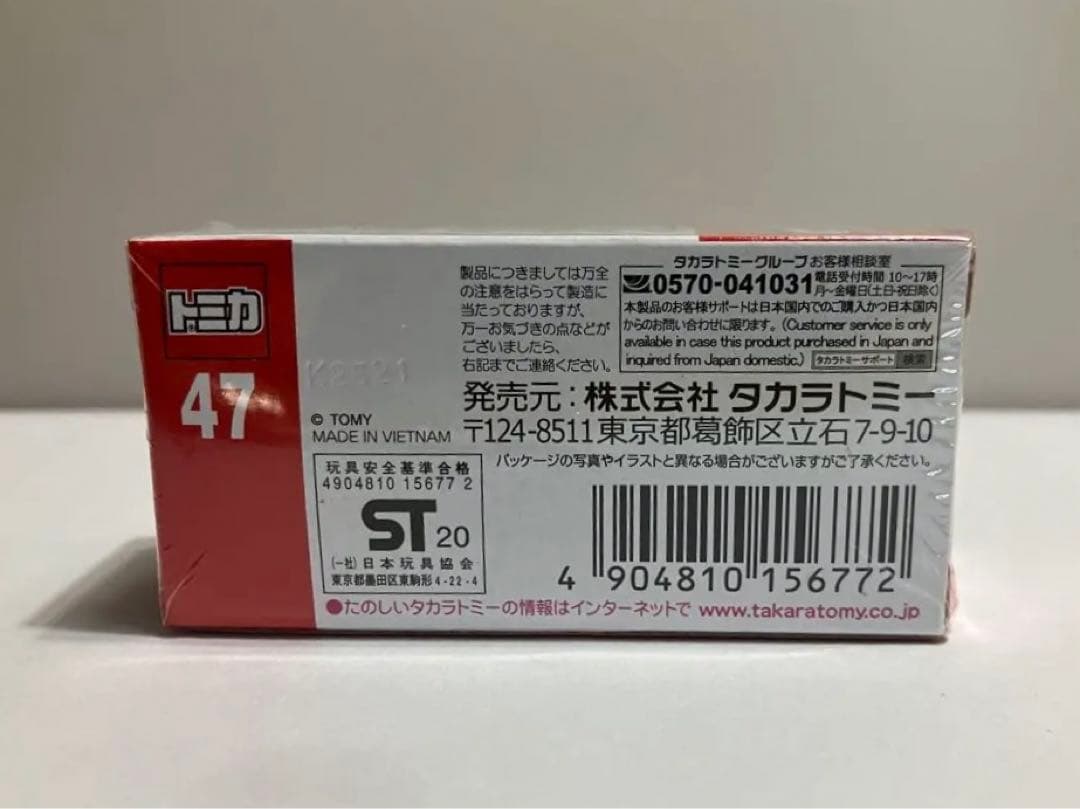 トミカ
47
K2521
© TOMY
MADE IN VIETNAM
製品につきましては万全
の注意をはらって製造に
当たっておりますが、
万一お気づきの点などが
ございましたら、
右記までご連絡ください。
タカラトミーグループ お客様相談室
0570-041031 電話受付時間 10〜17時
月〜金曜日(土日・祝日除く)
本製品のお客様サポートは日本国内でのご購入かつ日本国内
からのお問い合わせに限ります。(Customer service is only
available in case this product purchased in Japan and
inquired from Japan domestic.) タカラトミーサポート 検索
発売元:株式会社 タカラトミー
〒124-8511 東京都葛飾区立石7-9-10
パッケージの写真やイラストと異なる場合がございますがご了承ください。
玩具安全基準合格
4904810 15677 2
ST 20
(一社)日本玩具協会
東京都墨田区東駒形4-22-4
4 904810 156772
●たのしいタカラトミーの情報はインターネットで www.takaratomy.co.jp